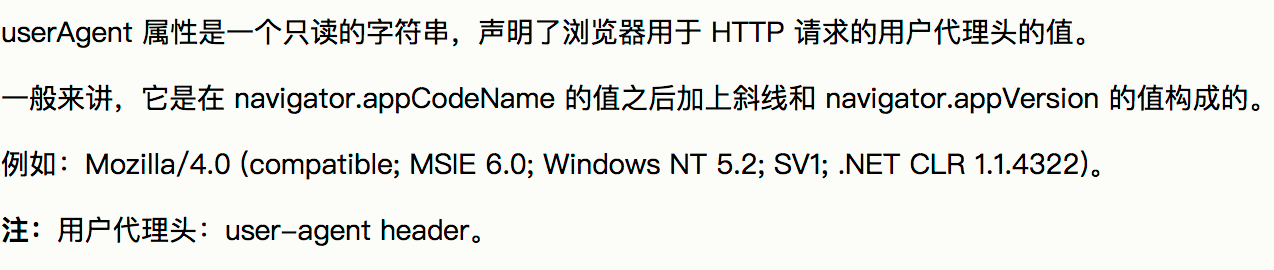 userAgent 属性是一个只读的字符串，声明了浏览器用于 HTTP 请求的用户代理头的值。
一般来讲，它是在 navigator.appCodeName 的值之后加上斜线和 navigator.appVersion 的值构成的。
例如：Mozilla/4.0 (compatible; MSIE 6.0; Windows NT 5.2; SV1; .NET CLR 1.1.4322)。
注：用户代理头：user-agent header。